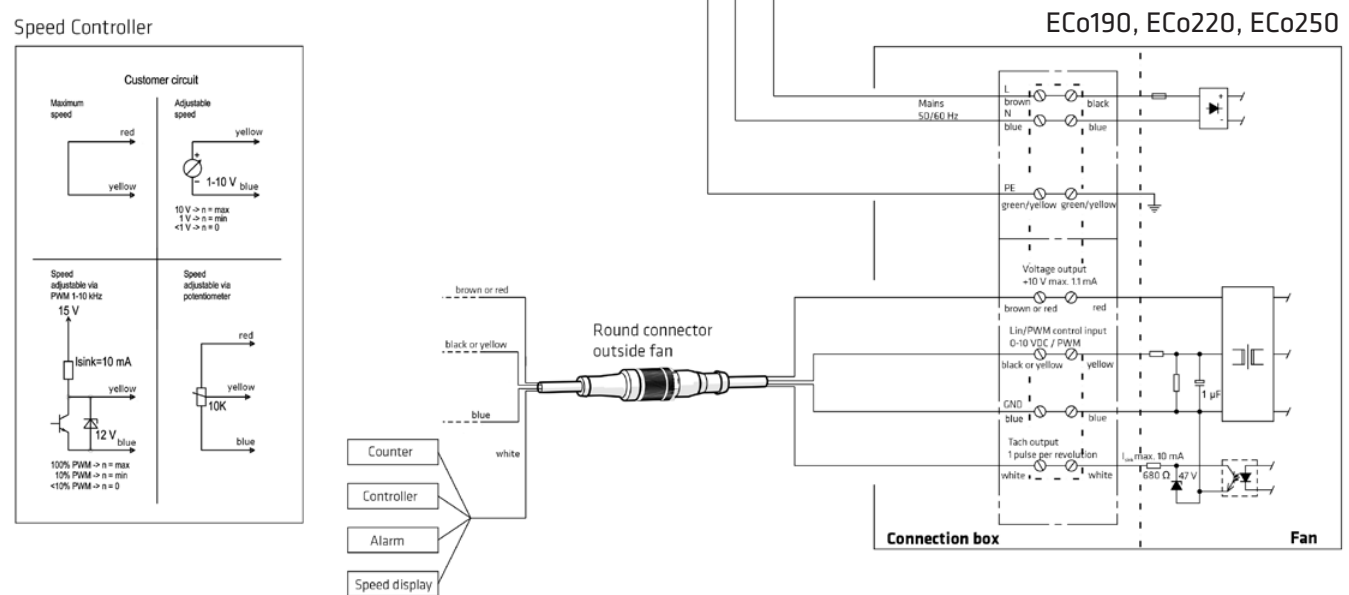 Speed Controller
Customer circuit
Maximum
speed
red
yellow
Adjustable
speed
yellow
+
−
1-10 V
blue
10 V -> n = max
1 V -> n = min
<1 V -> n = 0
Speed
adjustable via
PWM 1-10 kHz
15 V
Isink=10 mA
yellow
12 V
blue
100% PWM -> n = max
10% PWM -> n = min
<10% PWM -> n = 0
Speed
adjustable via
potentiometer
red
yellow
10K
blue
brown or red
black or yellow
blue
white
Counter
Controller
Alarm
Speed display
Round connector
outside fan
ECo190, ECo220, ECo250
Mains
50/60 Hz
L
brown
black
N
blue
blue
+
-
PE
green/yellow
green/yellow
Voltage output
+10 V max. 1.1 mA
brown or red
red
Lin/PWM control input
0-10 VDC / PWM
black or yellow
yellow
1 µF
GND
blue
blue
Tach output
1 pulse per revolution
white
white
Isink max. 10 mA
680 Ω
47 V
Connection box
Fan